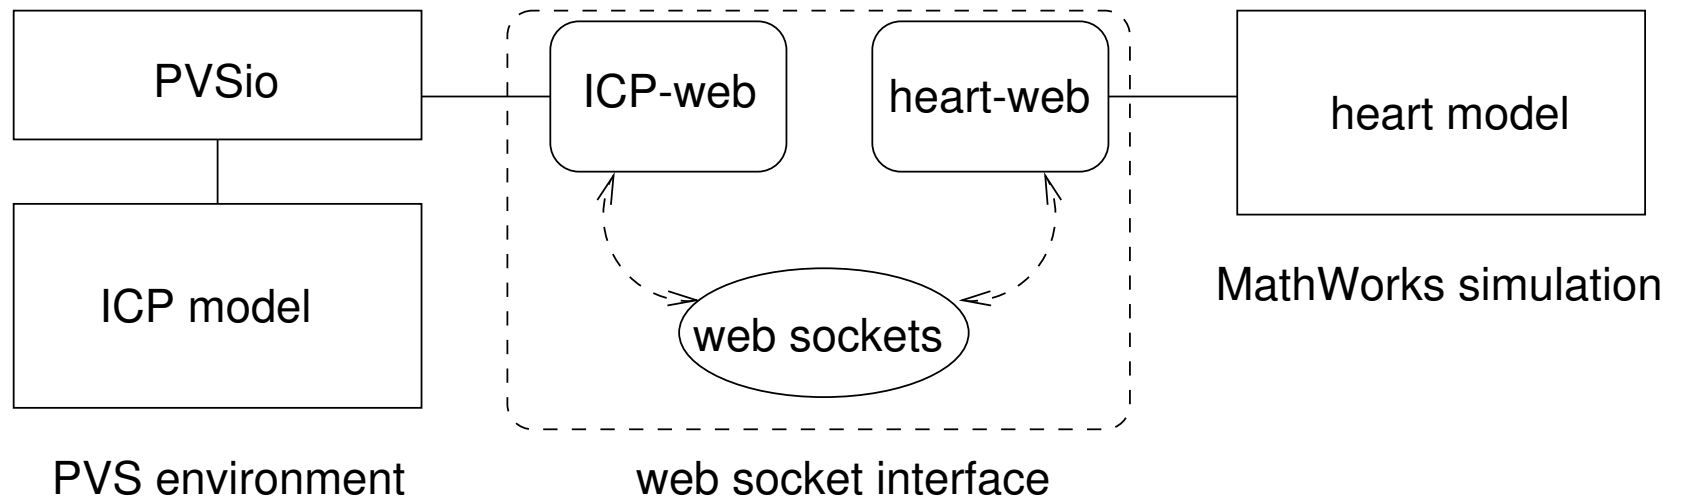 PVSio
ICP-web
heart-web
heart model
ICP model
web sockets
MathWorks simulation
PVS environment
web socket interface